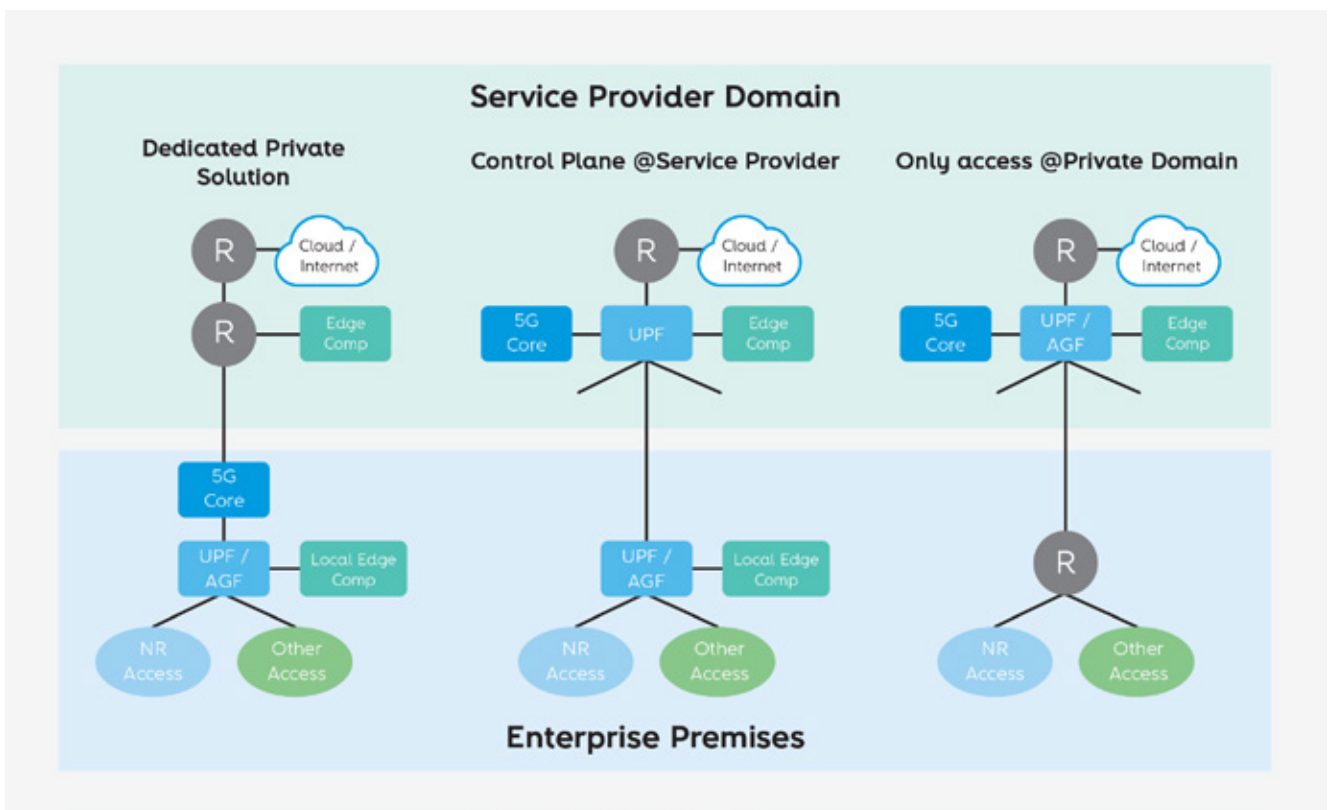 Service Provider Domain
Dedicated Private
Solution
R
Cloud /
Internet
R
Edge
Comp
5G
Core
UPF /
AGF
Local Edge
Comp
NR
Access
Other
Access
Control Plane @Service Provider
R
Cloud /
Internet
5G
Core
UPF
Edge
Comp
UPF /
AGF
Local Edge
Comp
NR
Access
Other
Access
Only access @Private Domain
R
Cloud /
Internet
5G
Core
UPF /
AGF
Edge
Comp
R
NR
Access
Other
Access
Enterprise Premises